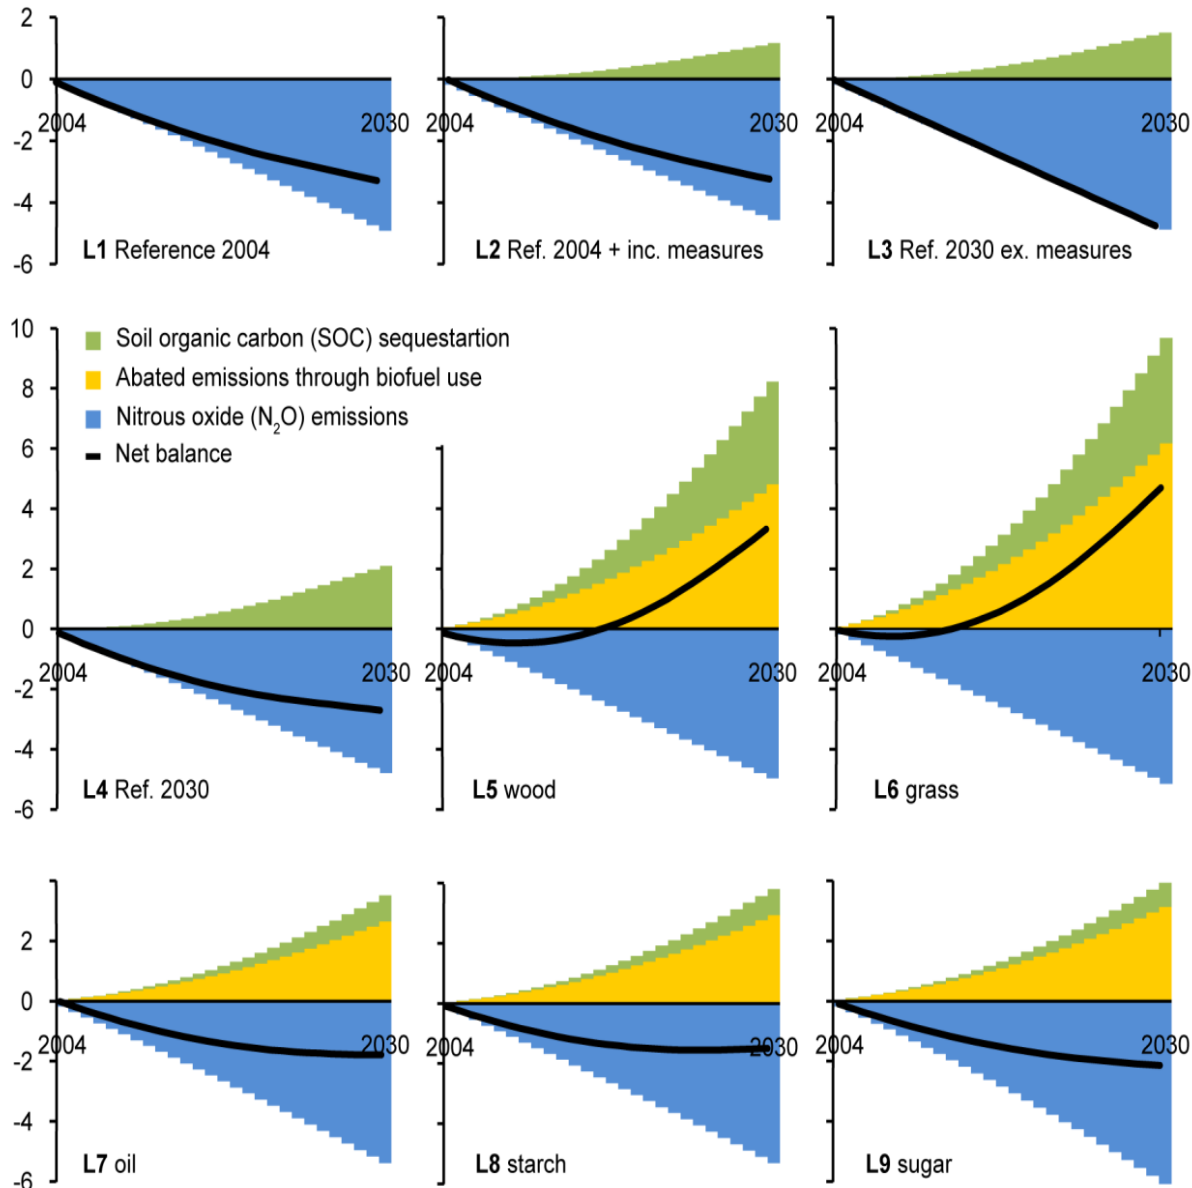 2
0
-2
-4
-6
2004
2030
L1 Reference 2004
2004
2030
L2 Ref. 2004 + inc. measures
2004
2030
L3 Ref. 2030 ex. measures
10
8
6
4
2
0
-2
-4
-6
Soil organic carbon (SOC) sequestartion
Abated emissions through biofuel use
Nitrous oxide (N₂O) emissions
Net balance
2004
2030
L4 Ref. 2030
2004
2030
L5 wood
2004
2030
L6 grass
2
0
-2
-4
-6
2004
2030
L7 oil
2004
2030
L8 starch
2004
2030
L9 sugar